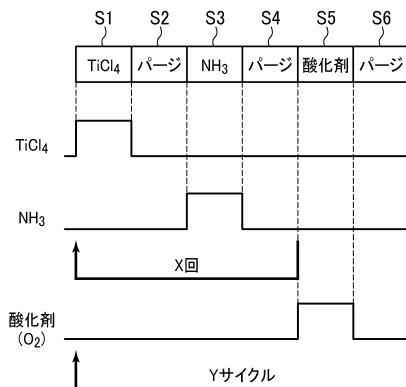 S1 S2 S3 S4 S5 S6
TiCl4 パージ NH3 パージ 酸化剤 パージ
TiCl4
NH3
X回
酸化剤
(O2)
Yサイクル